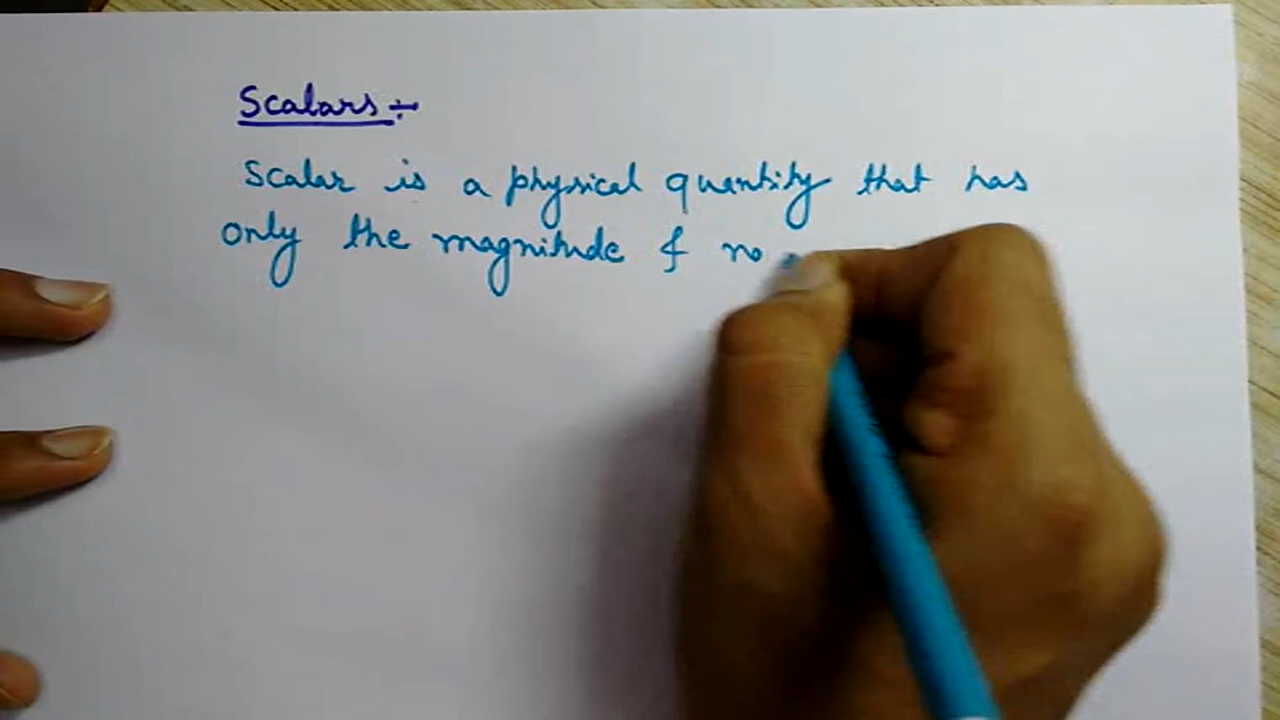 Scalars :-
Scalar is a physical quantity that has
only the magnitude & no